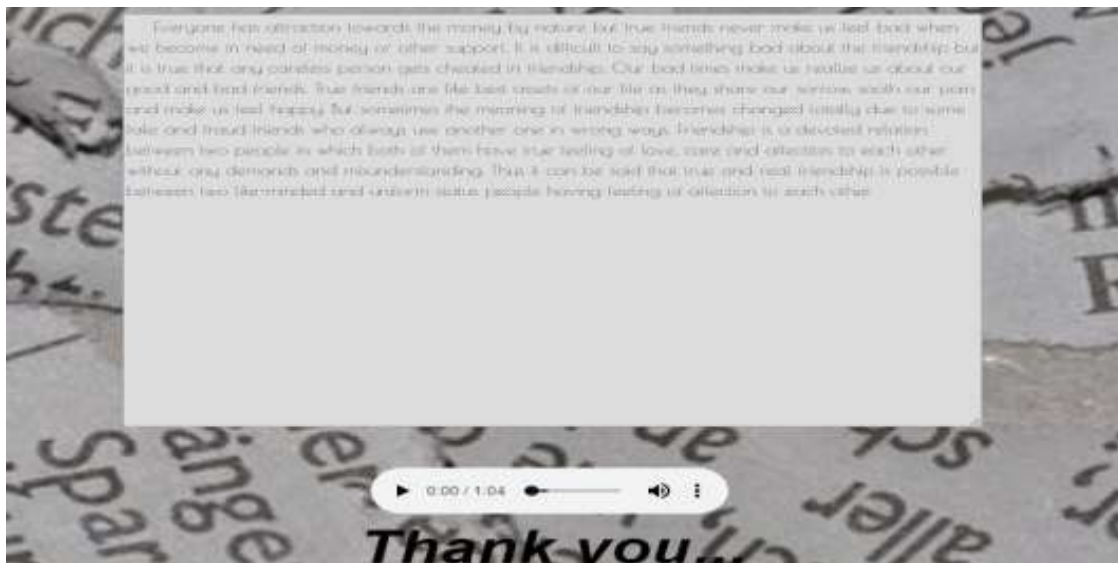 Everyone has attraction towards the money by nature but true friends never make us feel bad when
we become in need of money or other support. It is difficult to say something bad about the friendship but
it is true that any careless person gets cheated in friendship. Our bad times make us realize us about our
good and bad friends. True friends are like best assets of our life as they share our sorrow, sooth our pain
and make us feel happy. But sometimes the meaning of friendship becomes changed totally due to some
fake and fraud friends who always use another one in wrong ways. Friendship is a devoted relation
between two people in which both of them have true feeling of love, care and affection to each other
without any demands and misunderstanding. Thus it can be said that true and real friendship is possible
between two like-minded and uniform status people having feeling of affection to each other.
ste
ange
Spar
sch
aller
0:00 / 1:04
Thank you...